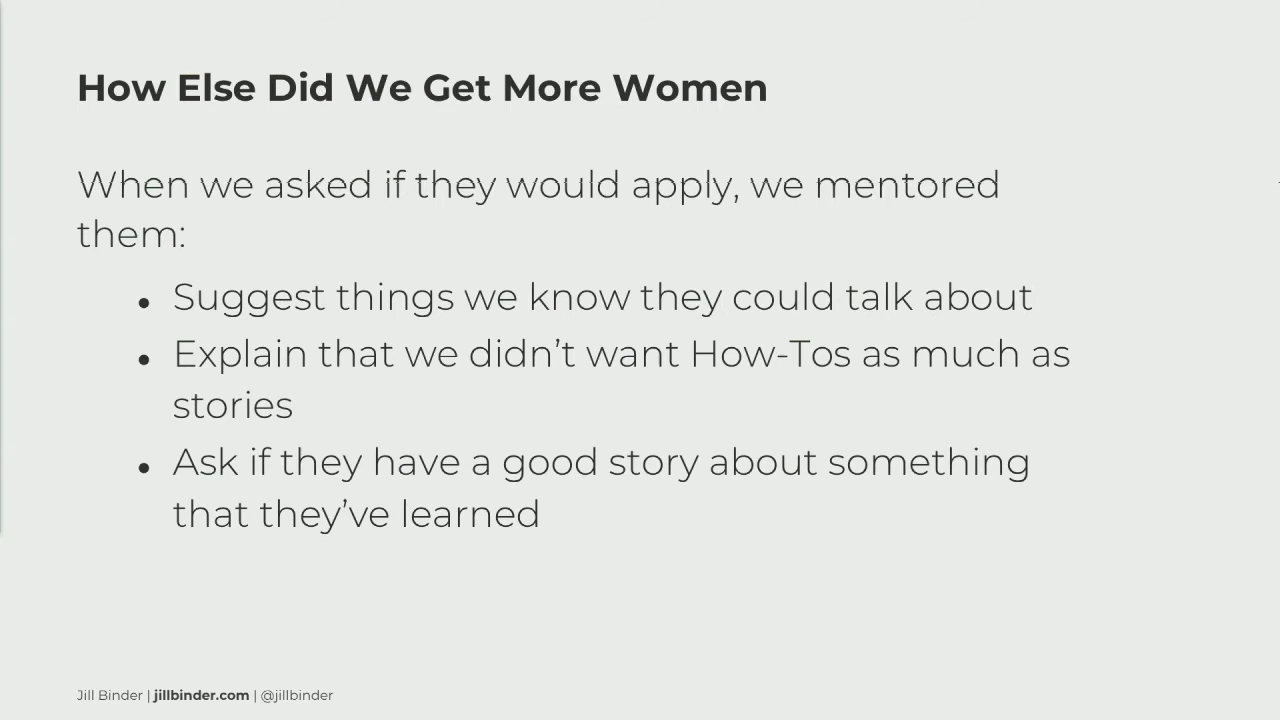 How Else Did We Get More Women
When we asked if they would apply, we mentored
them:
● Suggest things we know they could talk about
● Explain that we didn’t want How-Tos as much as
stories
● Ask if they have a good story about something
that they’ve learned
Jill Binder | jillbinder.com | @jillbinder